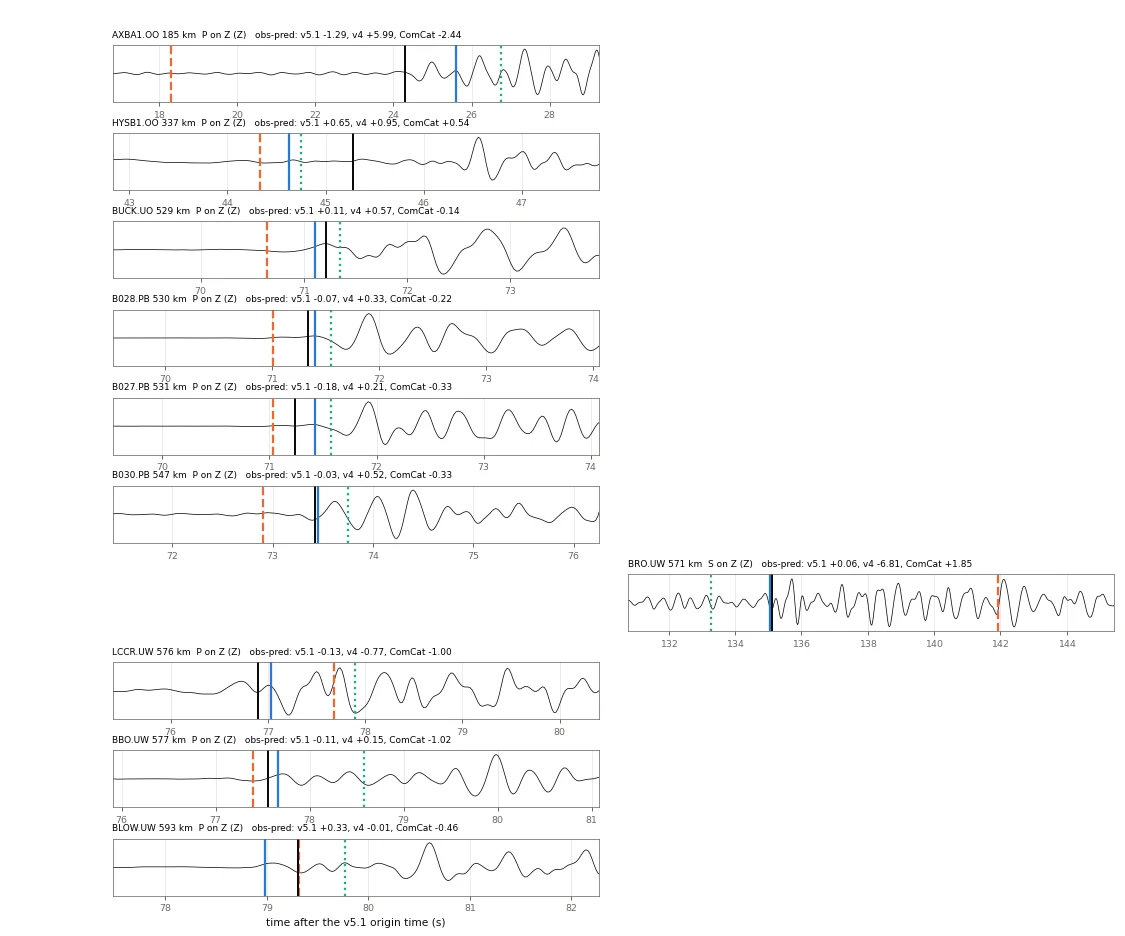 AXBA1.OO 185 km P on Z (Z) obs-pred: v5.1 -1.29, v4 +5.99, ComCat -2.44
18 20 22 24 26 28
HYSB1.OO 337 km P on Z (Z) obs-pred: v5.1 +0.65, v4 +0.95, ComCat +0.54
43 44 45 46 47
BUCK.UO 529 km P on Z (Z) obs-pred: v5.1 +0.11, v4 +0.57, ComCat -0.14
70 71 72 73
B028.PB 530 km P on Z (Z) obs-pred: v5.1 -0.07, v4 +0.33, ComCat -0.22
70 71 72 73 74
B027.PB 531 km P on Z (Z) obs-pred: v5.1 -0.18, v4 +0.21, ComCat -0.33
70 71 72 73 74
B030.PB 547 km P on Z (Z) obs-pred: v5.1 -0.03, v4 +0.52, ComCat -0.33
72 73 74 75 76
BRO.UW 571 km S on Z (Z) obs-pred: v5.1 +0.06, v4 -6.81, ComCat +1.85
132 134 136 138 140 142 144
LCCR.UW 576 km P on Z (Z) obs-pred: v5.1 -0.13, v4 -0.77, ComCat -1.00
76 77 78 79 80
BBO.UW 577 km P on Z (Z) obs-pred: v5.1 -0.11, v4 +0.15, ComCat -1.02
76 77 78 79 80 81
BLOW.UW 593 km P on Z (Z) obs-pred: v5.1 +0.33, v4 -0.01, ComCat -0.46
78 79 80 81 82
time after the v5.1 origin time (s)